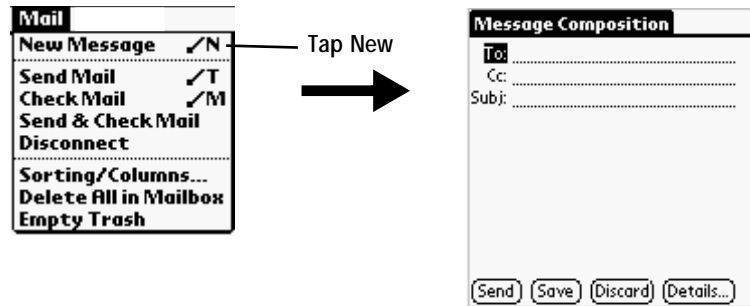 Mail
New Message /N
Send Mail /T
Check Mail /M
Send & Check Mail
Disconnect
Sorting/Columns...
Delete All in Mailbox
Empty Trash
Tap New
Message Composition
To:
Cc:
Subj:
Send Save Discard Details...